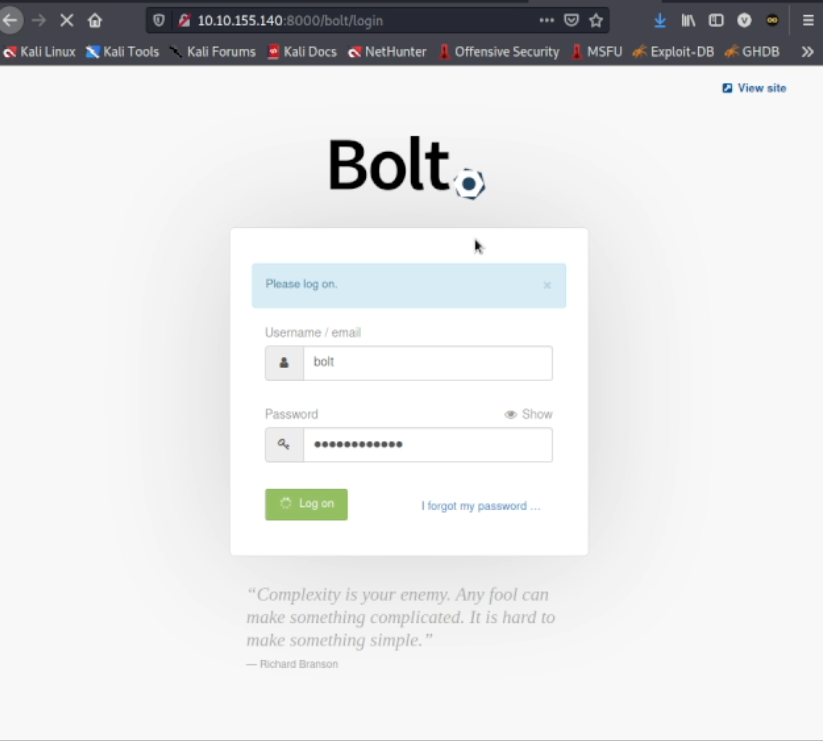 10.10.155.140:8000/bolt/login
Kali Linux Kali Tools Kali Forums Kali Docs NetHunter Offensive Security MSFU Exploit-DB GHDB
View site
Bolt
Please log on.
Username / email
bolt
Password Show
Log on I forgot my password ...
“Complexity is your enemy. Any fool can
make something complicated. It is hard to
make something simple.”
— Richard Branson